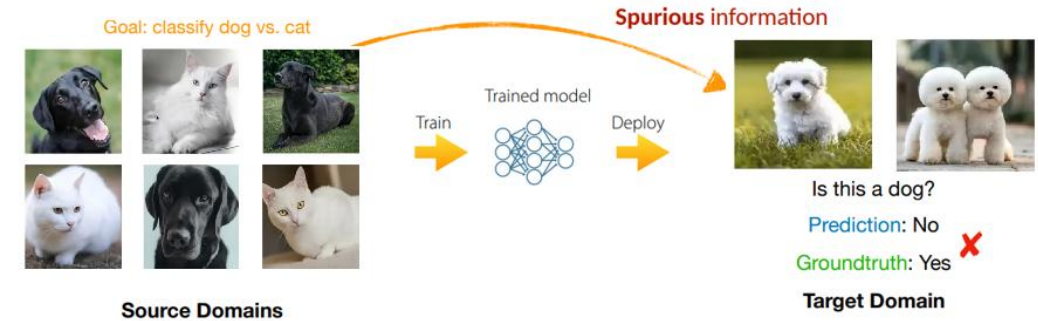 Goal: classify dog vs. cat
Spurious information
Train
Trained model
Deploy
Is this a dog?
Prediction: No
Groundtruth: Yes
Source Domains
Target Domain